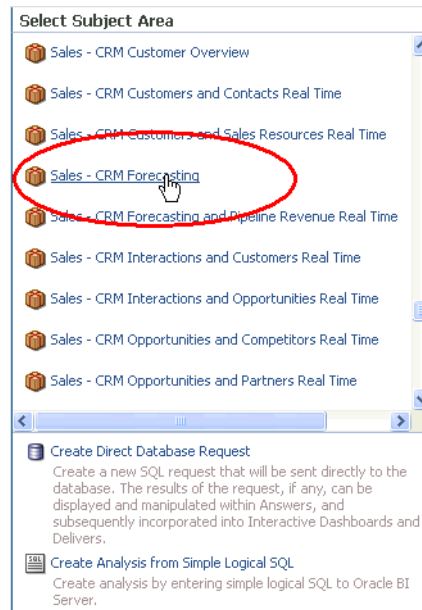 Select Subject Area
Sales - CRM Customer Overview
Sales - CRM Customers and Contacts Real Time
Sales - CRM Customers and Sales Resources Real Time
Sales - CRM Forecasting
Sales - CRM Forecasting and Pipeline Revenue Real Time
Sales - CRM Interactions and Customers Real Time
Sales - CRM Interactions and Opportunities Real Time
Sales - CRM Opportunities and Competitors Real Time
Sales - CRM Opportunities and Partners Real Time
Create Direct Database Request
Create a new SQL request that will be sent directly to the
database. The results of the request, if any, can be
displayed and manipulated within Answers, and
subsequently incorporated into Interactive Dashboards and
Delivers.
SQL Create Analysis from Simple Logical SQL
Create analysis by entering simple logical SQL to Oracle BI
Server.